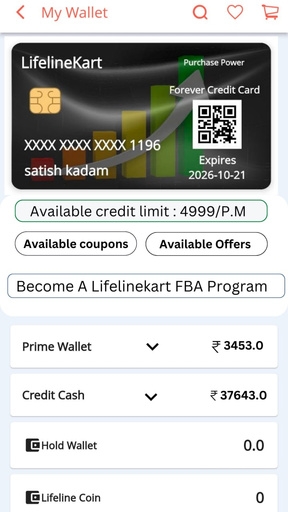 My Wallet
LifelineKart
Purchase Power
Forever Credit Card
XXXX XXXX XXXX 1196
Expires
satish kadam
2026-10-21
Available credit limit : 4999/P.M
Available coupons
Available Offers
Become A Lifelinekart FBA Program
Prime Wallet ₹ 3453.0
Credit Cash ₹ 37643.0
Hold Wallet 0.0
Lifeline Coin 0